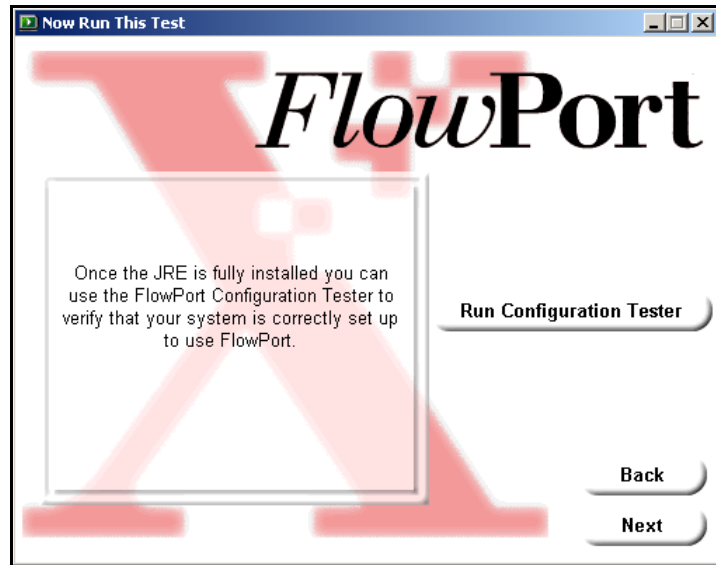 Now Run This Test
FlowPort
Once the JRE is fully installed you can
use the FlowPort Configuration Tester to
verify that your system is correctly set up
to use FlowPort.
Run Configuration Tester
Back
Next